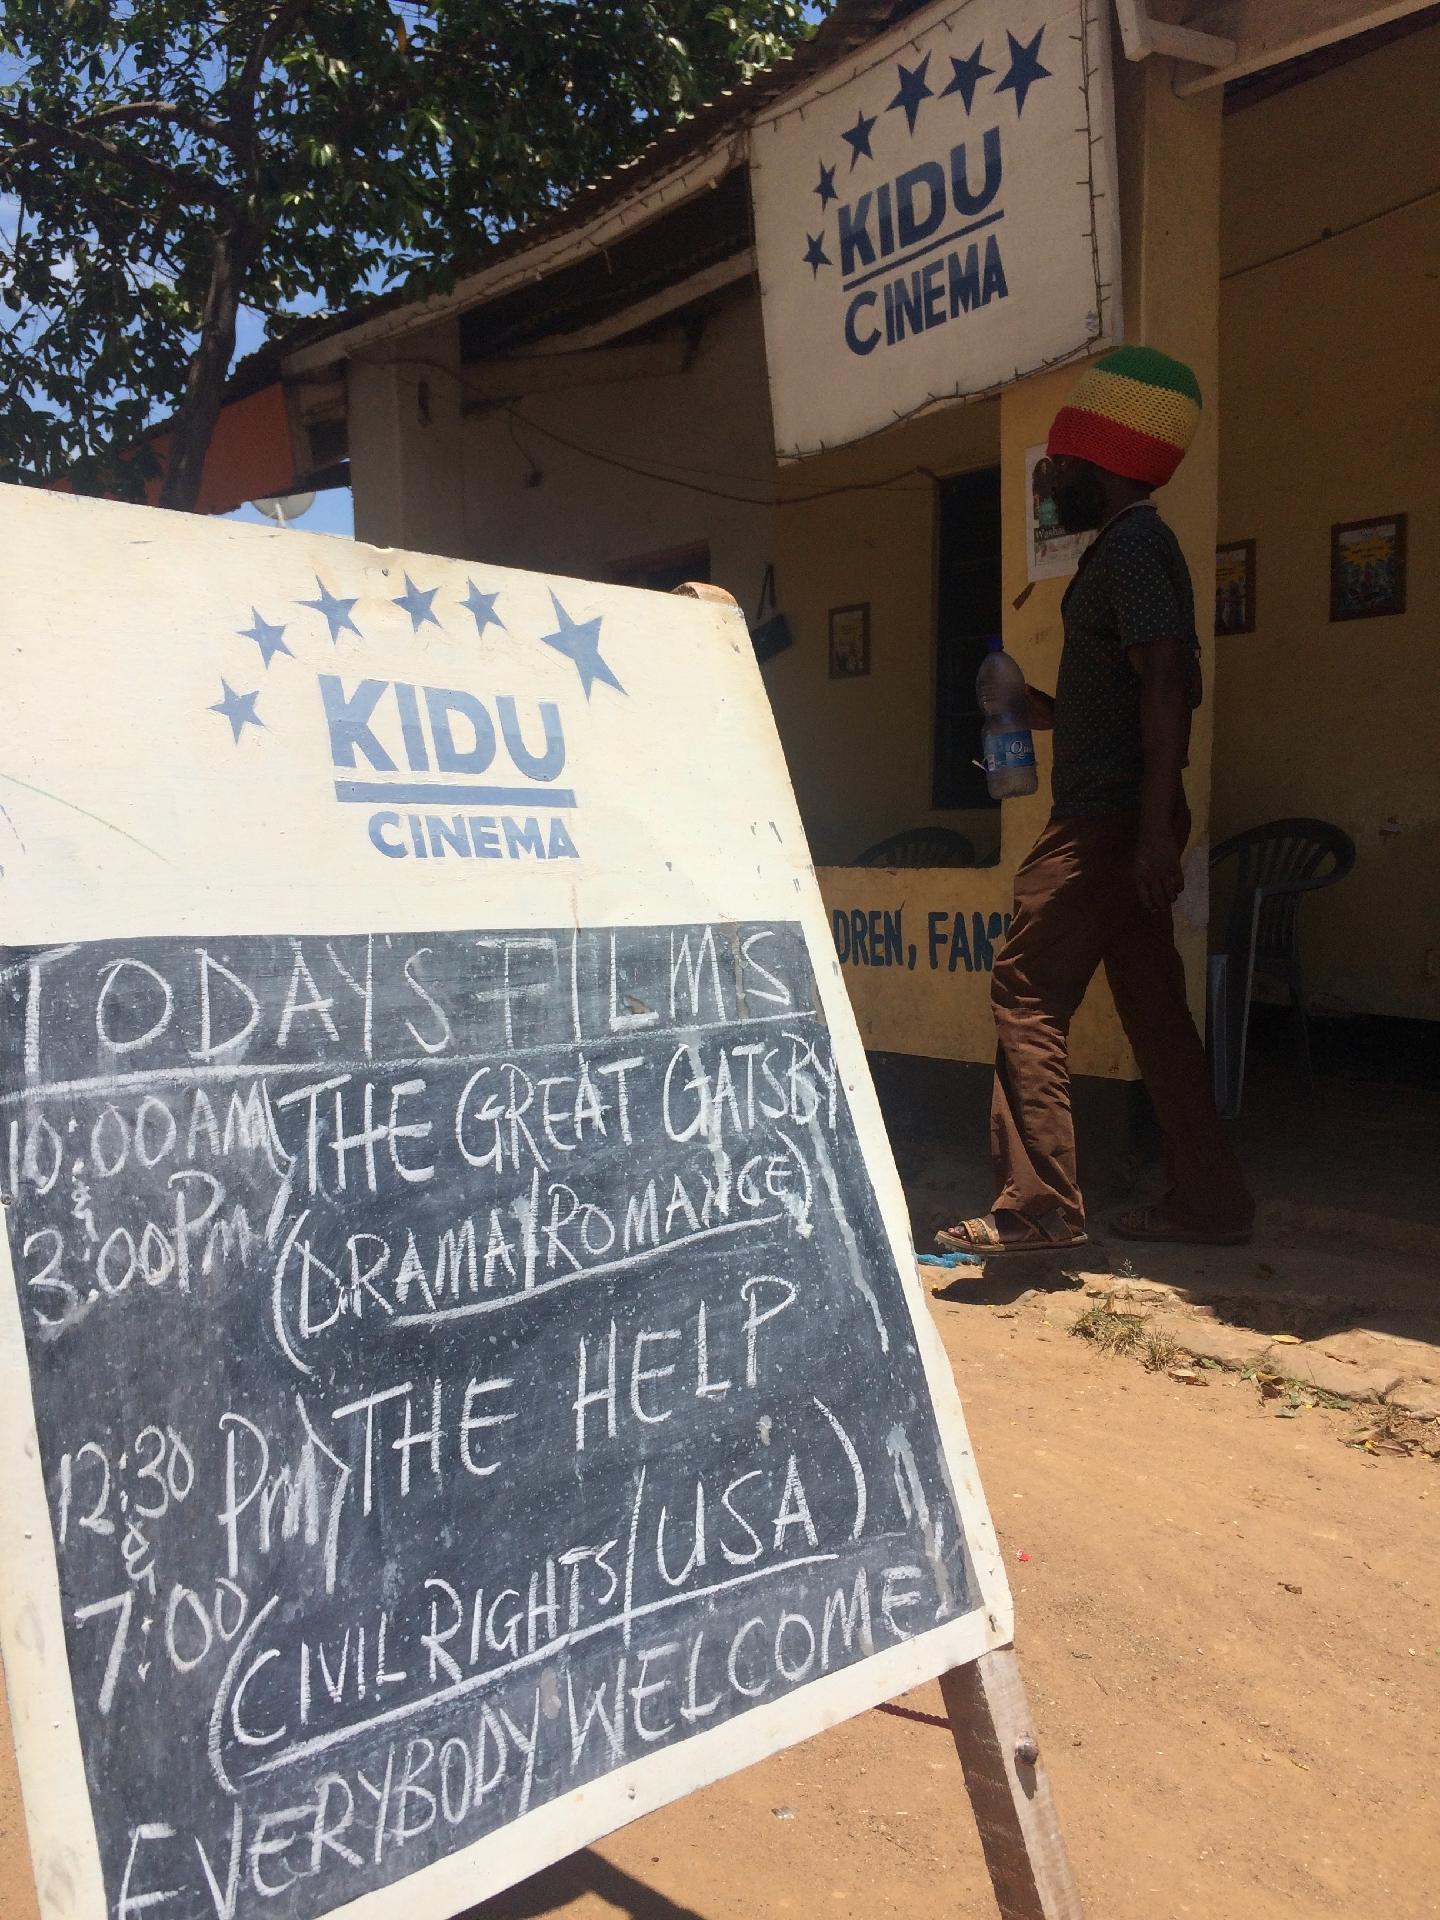 KIDU
CINEMA
KIDU
CINEMA
DREN, FAM
TODAY'S FILMS
10:00AM THE GREAT GATSBY
&
3:00PM (DRAMA/ROMANCE)
12:30 PM THE HELP
&
7:00 (CIVIL RIGHTS/USA)
EVERYBODY WELCOME!